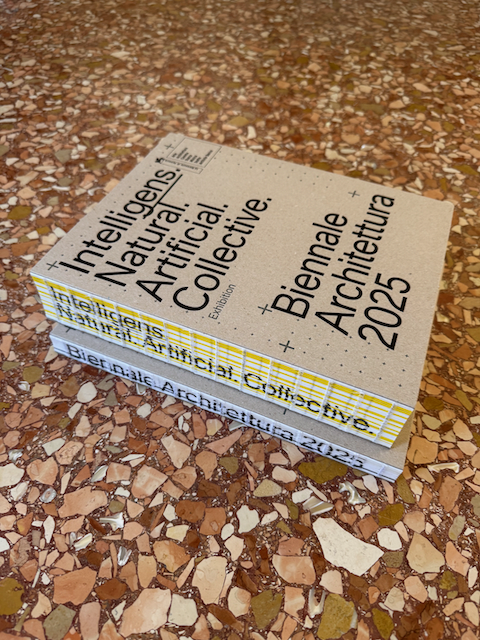 Intelligens.
Natural.
Artificial.
Collective.
Exhibition
Biennale
Architettura
2025
Intelligens
Natural. Artificial. Collective.
Biennale Architettura 2025